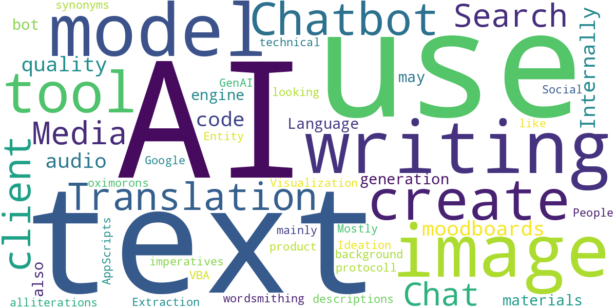 synonyms
model
bot
quality
Chatbot
technical
Search
use
Internally
GenAI
looking
may
Social
tool
AI
engine
code
Entity
like
Media
Language
writing
audio
Google
client
oximorons
Visualization
generation
People
Translation
create
text
also
AppScripts
mainly
Mostly
moodboards
product
Ideation
background
image
imperatives
VBA
protocoll
alliterations
Extraction
wordsmithing
descriptions
Chat
materials